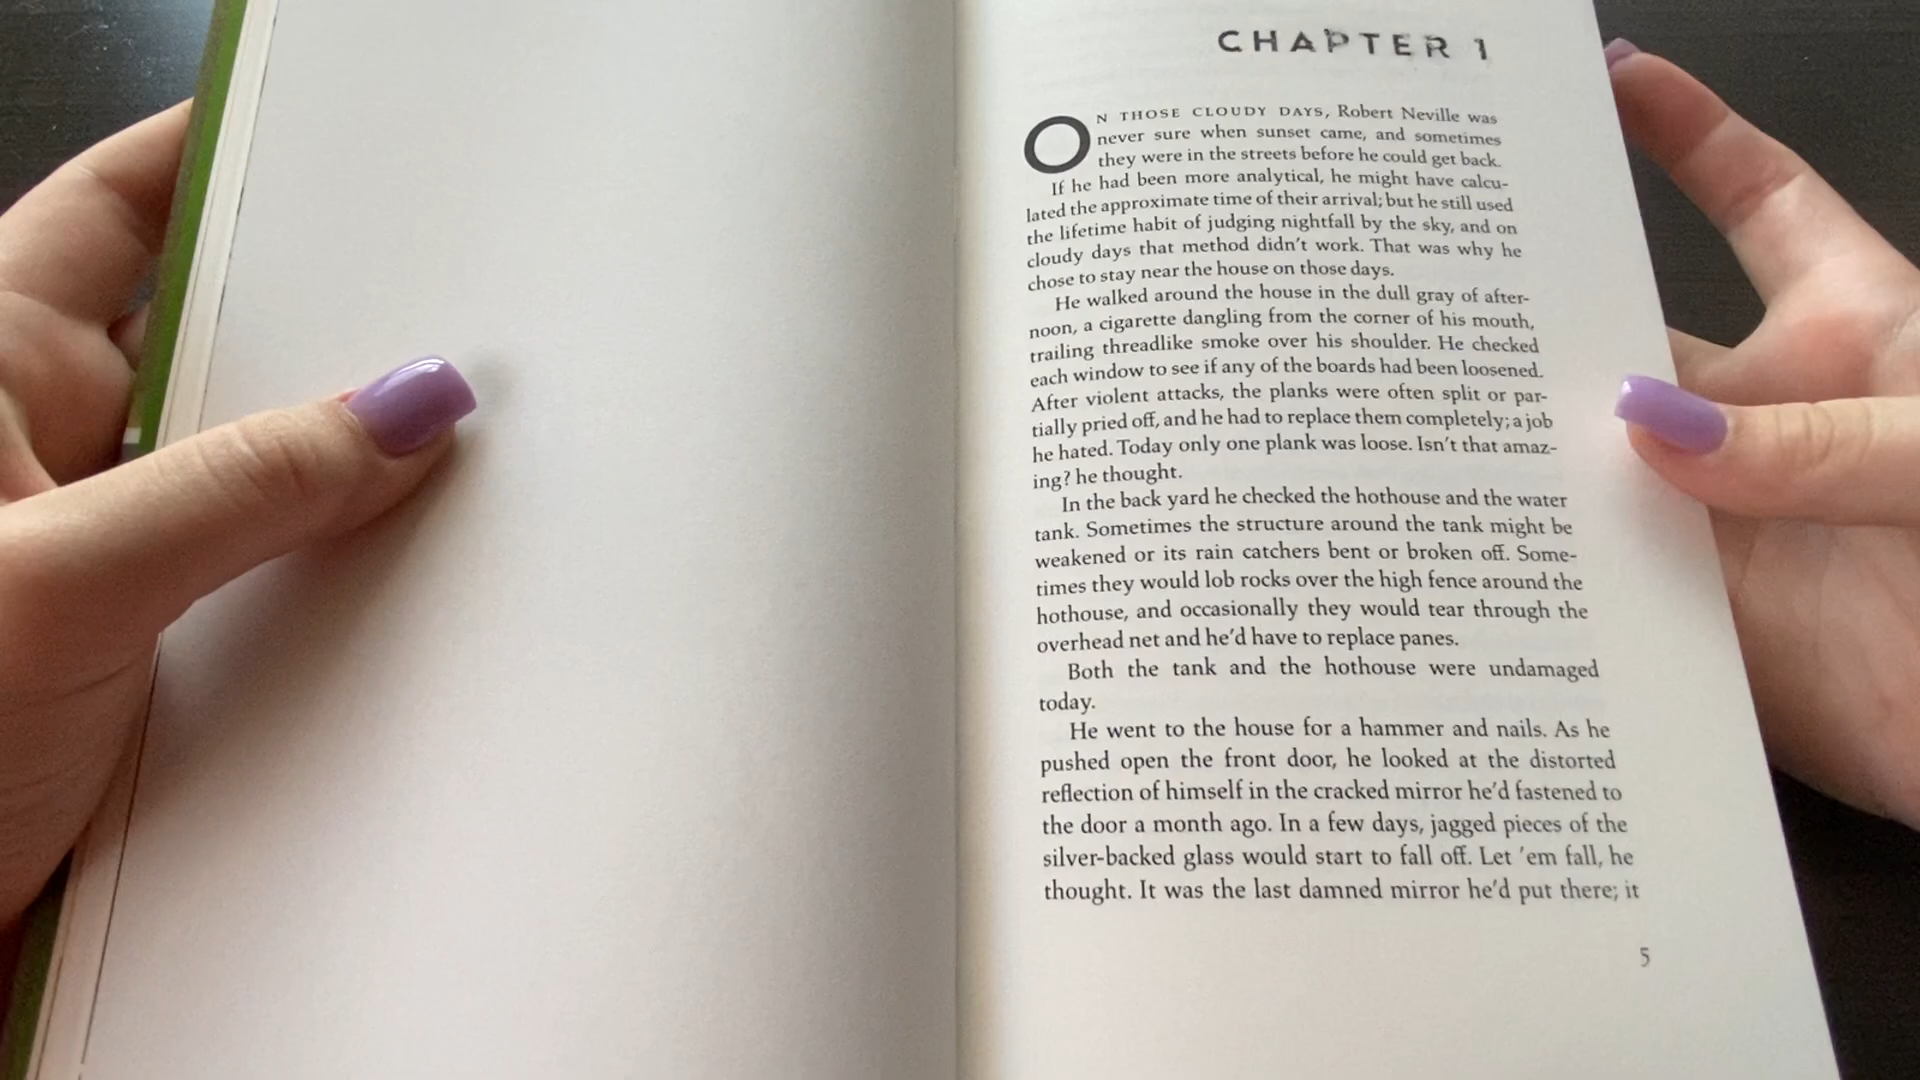 CHAPTER 1
ON THOSE CLOUDY DAYS, Robert Neville was
never sure when sunset came, and sometimes
they were in the streets before he could get back.
If he had been more analytical, he might have calcu-
lated the approximate time of their arrival; but he still used
the lifetime habit of judging nightfall by the sky, and on
cloudy days that method didn't work. That was why he
chose to stay near the house on those days.
He walked around the house in the dull gray of after-
noon, a cigarette dangling from the corner of his mouth,
trailing threadlike smoke over his shoulder. He checked
each window to see if any of the boards had been loosened.
After violent attacks, the planks were often split or par-
tially pried off, and he had to replace them completely; a job
he hated. Today only one plank was loose. Isn't that amaz-
ing? he thought.
In the back yard he checked the hothouse and the water
tank. Sometimes the structure around the tank might be
weakened or its rain catchers bent or broken off. Some-
times they would lob rocks over the high fence around the
hothouse, and occasionally they would tear through the
overhead net and he'd have to replace panes.
Both the tank and the hothouse were undamaged
today.
He went to the house for a hammer and nails. As he
pushed open the front door, he looked at the distorted
reflection of himself in the cracked mirror he'd fastened to
the door a month ago. In a few days, jagged pieces of the
silver-backed glass would start to fall off. Let 'em fall, he
thought. It was the last damned mirror he'd put there; it
5